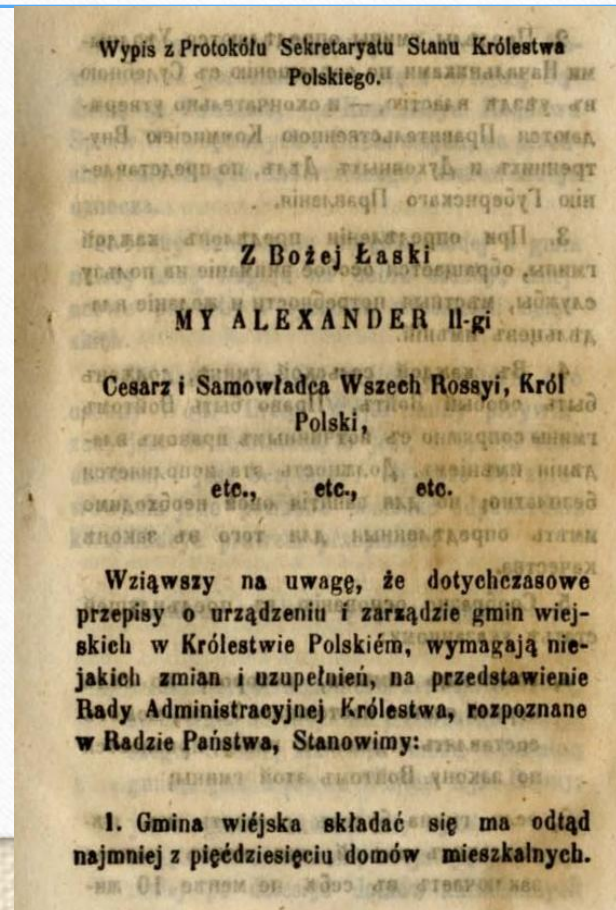 Wypis z Protokółu Sekretaryatu Stanu Królestwa
Polskiego.
Z Bożej Łaski
MY ALEXANDER II-gi
Cesarz i Samowładca Wszech Rossyi, Król
Polski,
etc., etc., etc.
Wziąwszy na uwagę, że dotychczasowe
przepisy o urządzeniu i zarządzie gmin wiej-
skich w Królestwie Polskiém, wymagają nie-
jakich zmian i uzupełnień, na przedstawienie
Rady Administracyjnej Królestwa, rozpoznane
w Radzie Państwa, Stanowimy:
1. Gmina wiéjska składać się ma odtąd
najmniej z pięédziesięciu domów mieszkalnych.